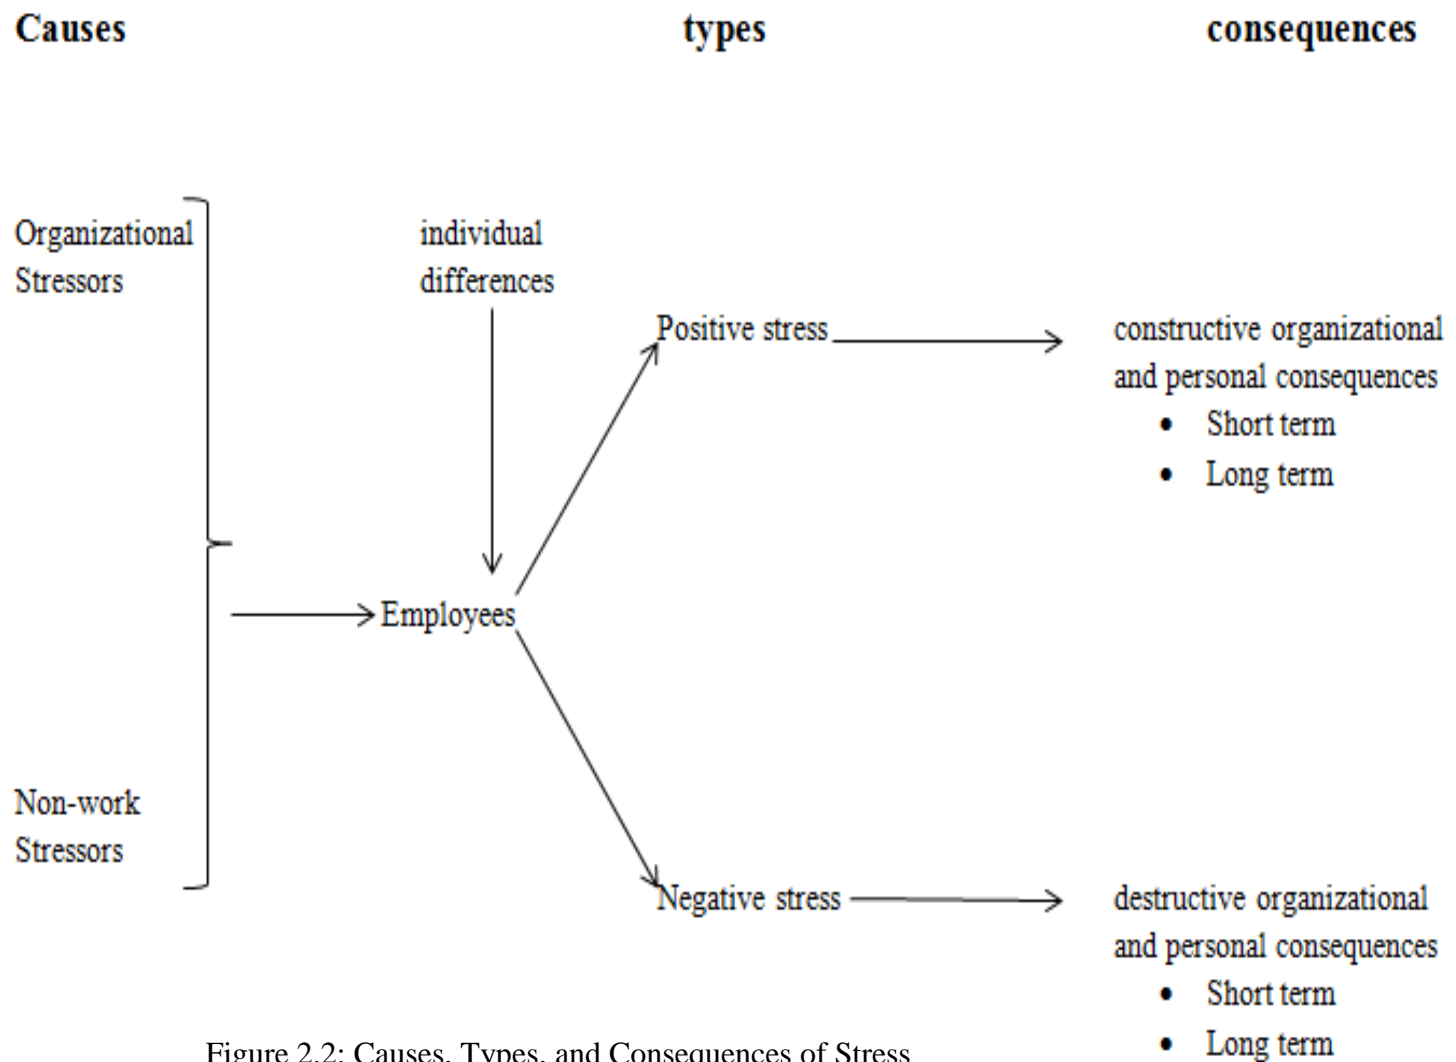 Causes types consequences
Organizational
Stressors
individual
differences
Positive stress
constructive organizational
and personal consequences
• Short term
• Long term
Employees
Non-work
Stressors
Negative stress
destructive organizational
and personal consequences
• Short term
• Long term
Figure 2.2: Causes, Types, and Consequences of Stress